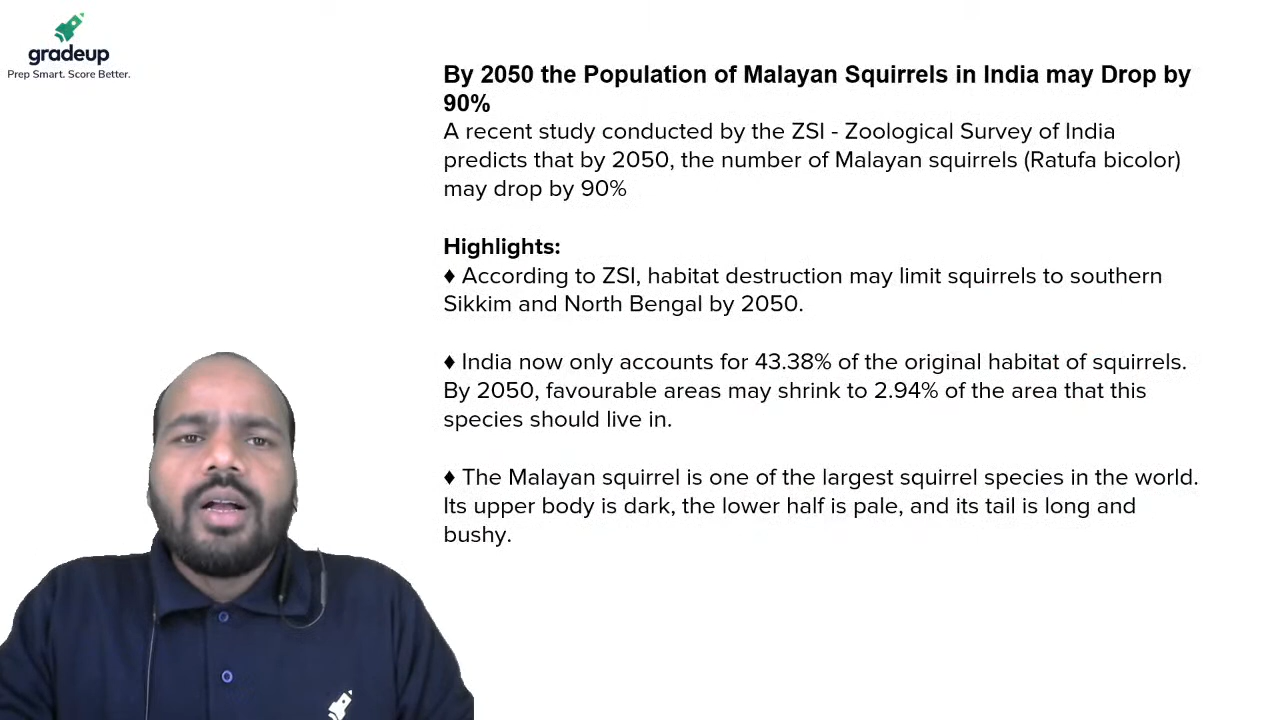 gradeup
Prep Smart. Score Better.
By 2050 the Population of Malayan Squirrels in India may Drop by
90%
A recent study conducted by the ZSI - Zoological Survey of India
predicts that by 2050, the number of Malayan squirrels (Ratufa bicolor)
may drop by 90%
Highlights:
♦ According to ZSI, habitat destruction may limit squirrels to southern
Sikkim and North Bengal by 2050.
♦ India now only accounts for 43.38% of the original habitat of squirrels.
By 2050, favourable areas may shrink to 2.94% of the area that this
species should live in.
♦ The Malayan squirrel is one of the largest squirrel species in the world.
Its upper body is dark, the lower half is pale, and its tail is long and
bushy.